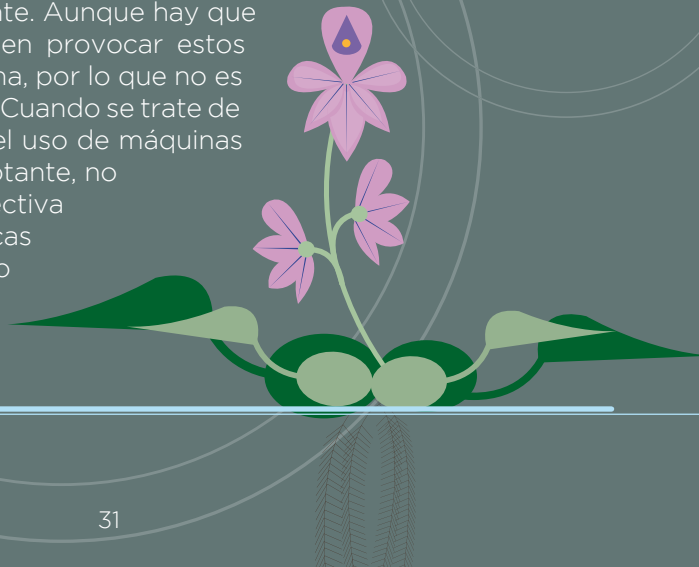 te. Aunque hay que
en provocar estos
na, por lo que no es
Cuando se trate de
el uso de máquinas
otante, no
ectiva
cas
o
31